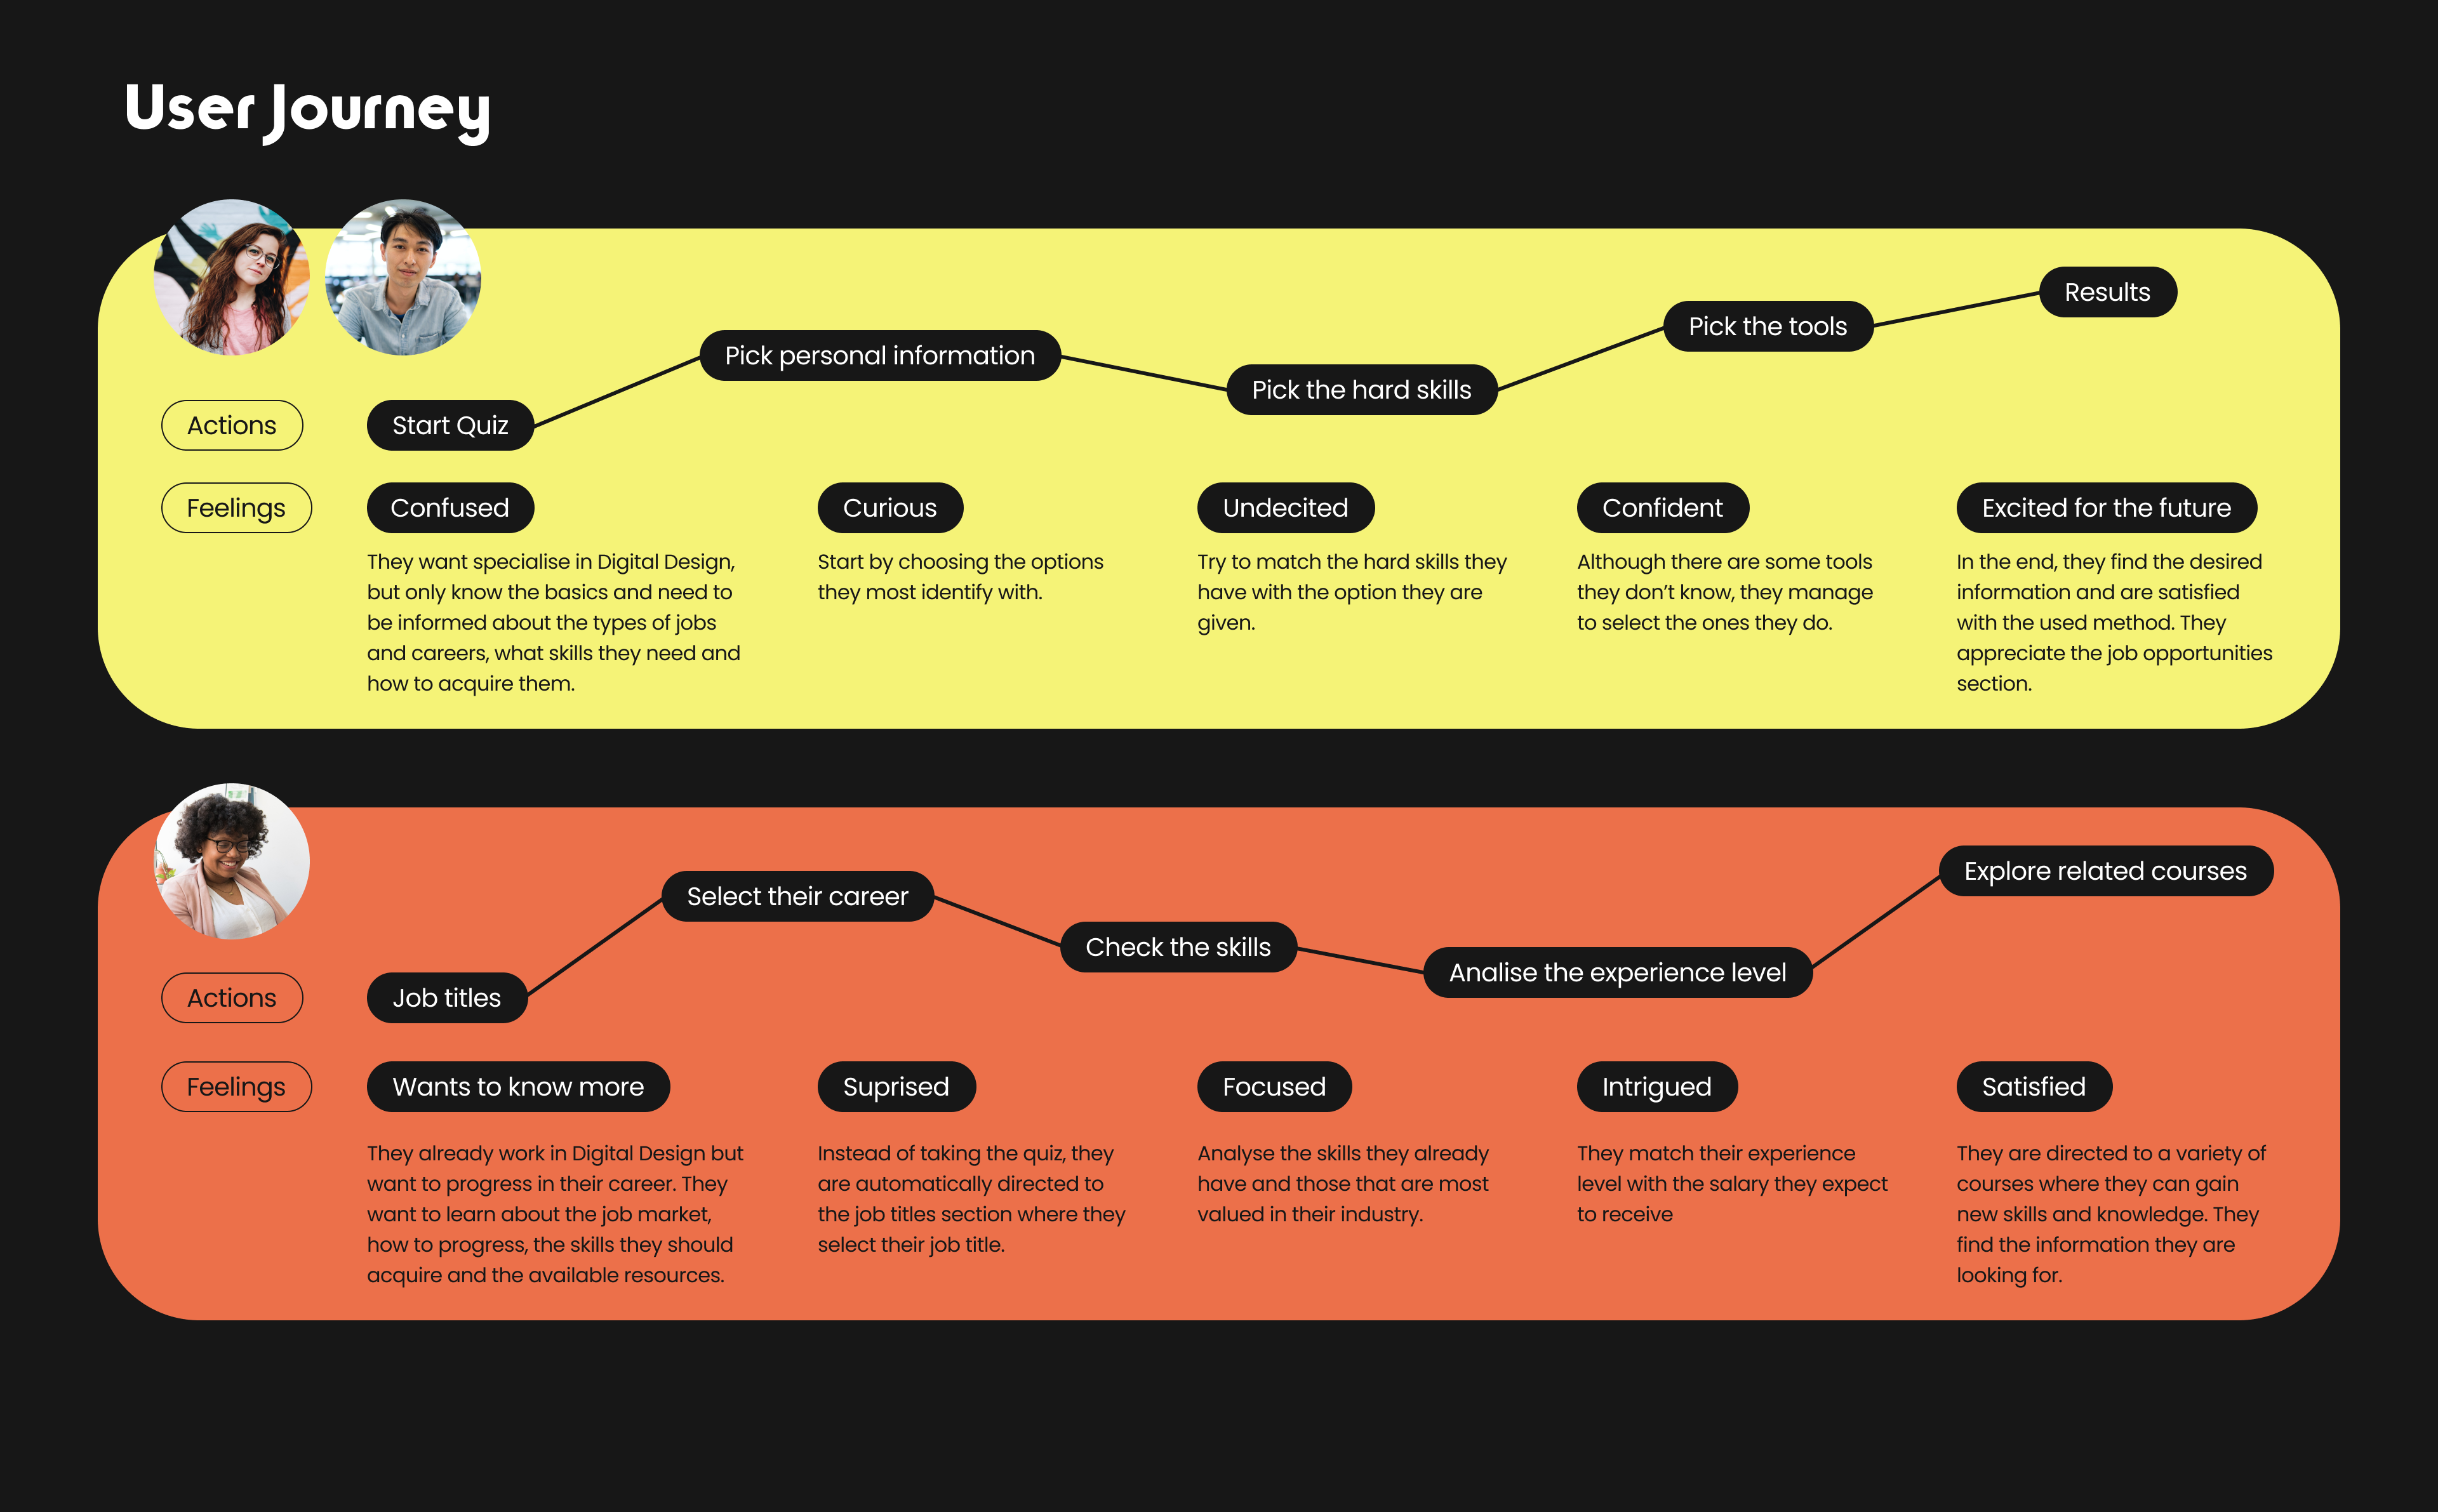 User Journey
Results
Pick the tools
Pick personal information
Pick the hard skills
Actions
Start Quiz
Feelings
Confused
Curious
Undecited
Confident
Excited for the future
They want specialise in Digital Design,
but only know the basics and need to
be informed about the types of jobs
and careers, what skills they need and
how to acquire them.
Start by choosing the options
they most identify with.
Try to match the hard skills they
have with the option they are
given.
Although there are some tools
they don't know, they manage
to select the ones they do.
In the end, they find the desired
information and are satisfied
with the used method. They
appreciate the job opportunities
section.
Explore related courses
Select their career
Check the skills
Analise the experience level
Actions
Job titles
Feelings
Wants to know more
Suprised
Focused
Intrigued
Satisfied
They already work in Digital Design but
want to progress in their career. They
want to learn about the job market,
how to progress, the skills they should
acquire and the available resources.
Instead of taking the quiz, they
are automatically directed to
the job titles section where they
select their job title.
Analyse the skills they already
have and those that are most
valued in their industry.
They match their experience
level with the salary they expect
to receive
They are directed to a variety of
courses where they can gain
new skills and knowledge. They
find the information they are
looking for.